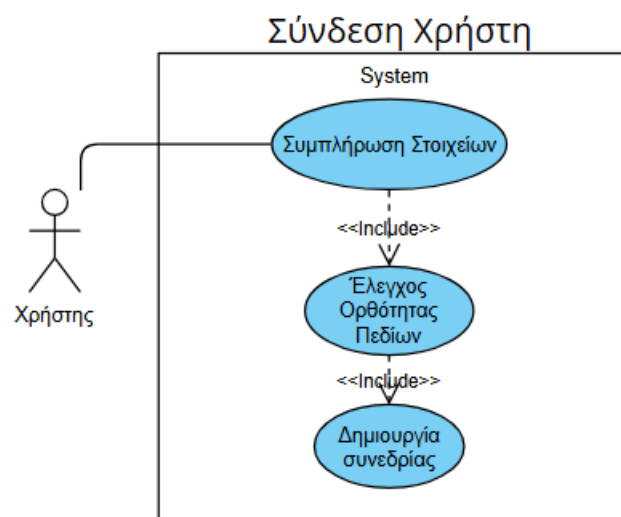 Σύνδεση Χρήστη
System
Συμπλήρωση Στοιχείων
<<Include>>
Έλεγχος
Ορθότητας
Πεδίων
Χρήστης
<<Include>>
Δημιουργία
συνεδρίας